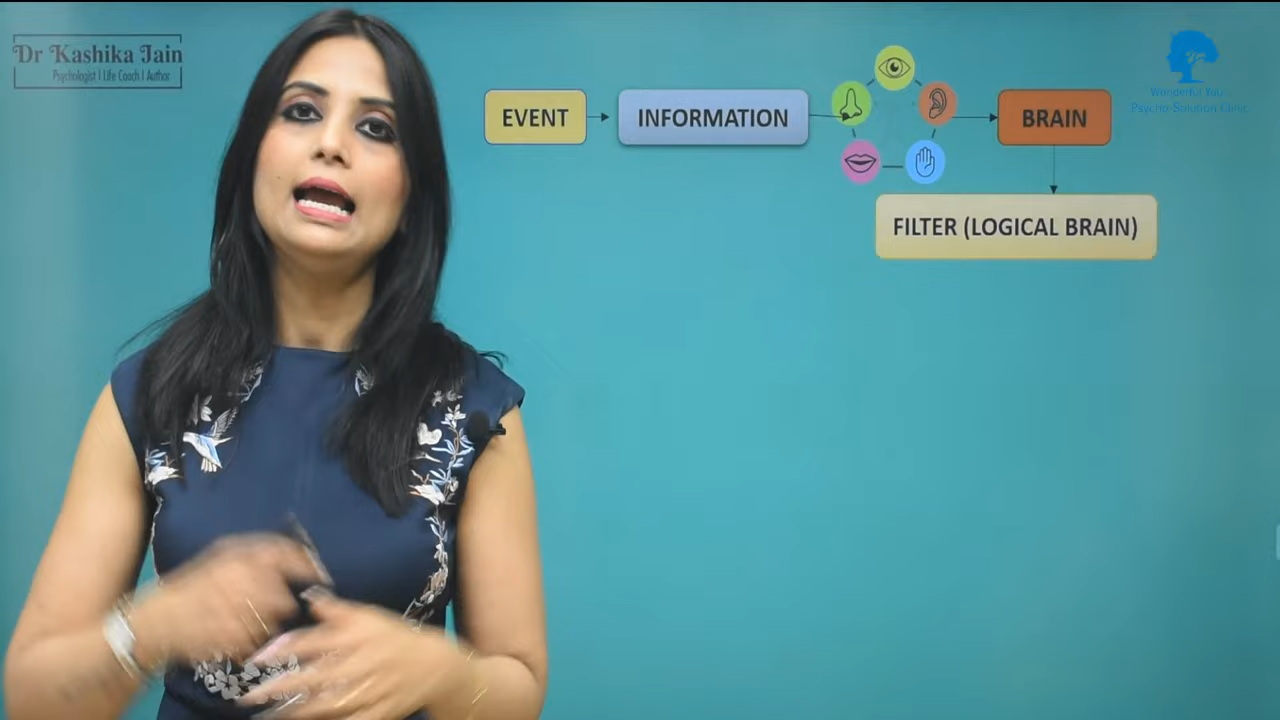 Dr Kashika Jain
Psychologist | Life Coach | Author
EVENT
INFORMATION
BRAIN
Wonderful You...
Psycho-Solution Clinic
FILTER (LOGICAL BRAIN)